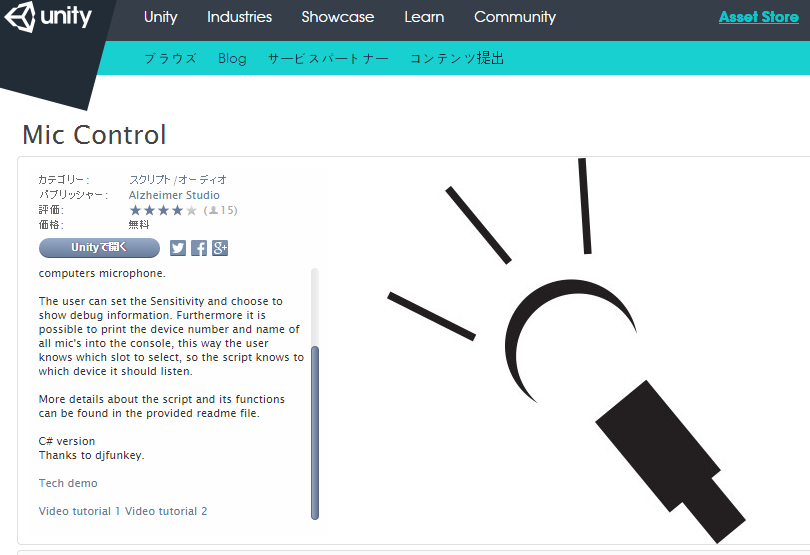 unity
Unity Industries Showcase Learn Community Asset Store
ブラウズ Blog サービスパートナー コンテンツ提出
Mic Control
カテゴリー: スクリプト/オーディオ
パブリッシャー: Alzheimer Studio
評価: (15)
価格: 無料
Unityで開く
computers microphone.
The user can set the Sensitivity and choose to
show debug information. Furthermore it is
possible to print the device number and name of
all mic's into the console, this way the user
knows which slot to select, so the script knows to
which device it should listen.
More details about the script and its functions
can be found in the provided readme file.
C# version
Thanks to djfunkey.
Tech demo
Video tutorial 1 Video tutorial 2